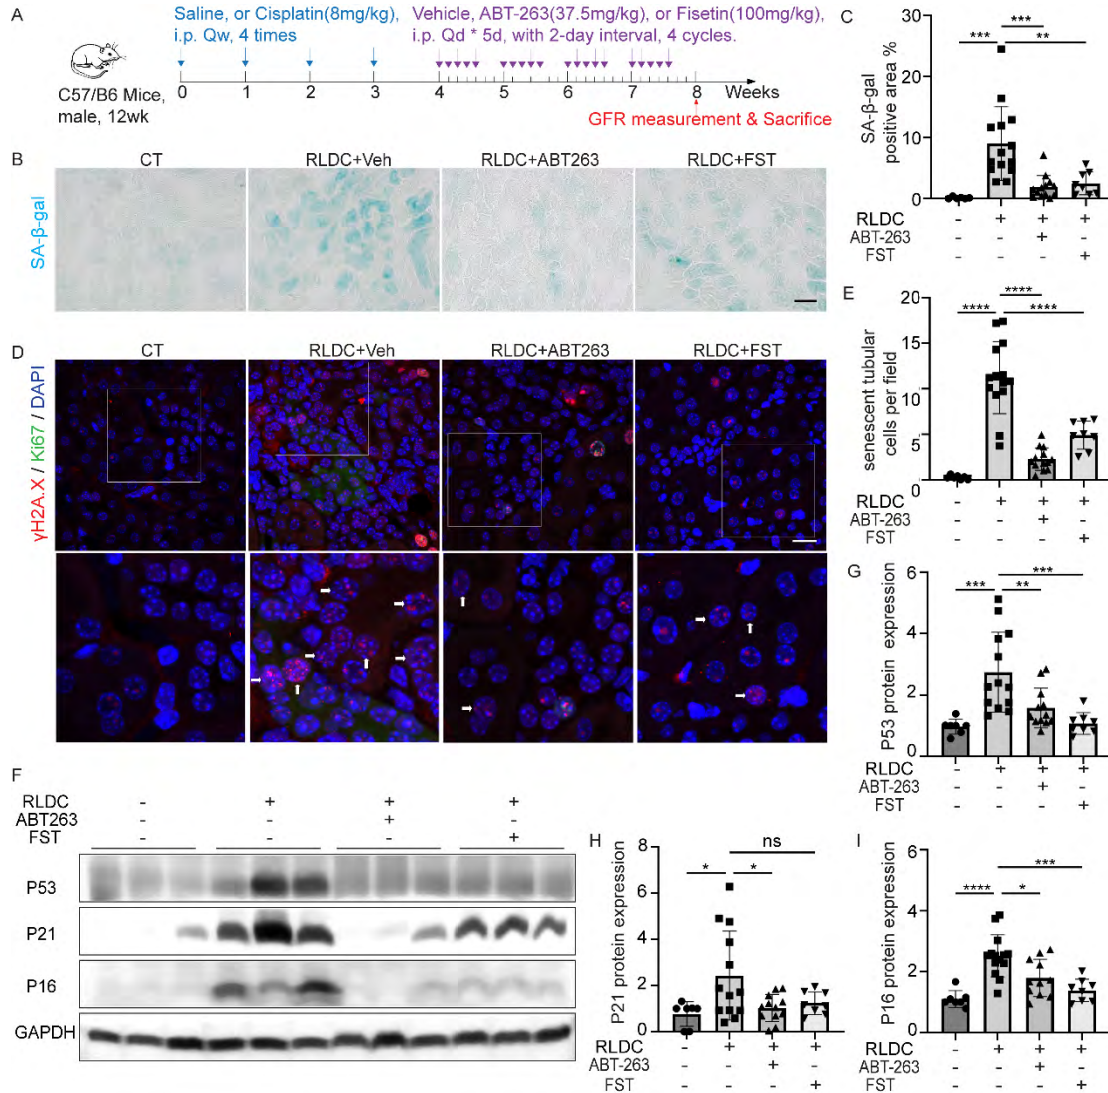 A
Saline, or Cisplatin(8mg/kg),
i.p. Qw, 4 times
Vehicle, ABT-263(37.5mg/kg), or Fisetin(100mg/kg),
i.p. Qd * 5d, with 2-day interval, 4 cycles.
C57/B6 Mice,
male, 12wk
0 1 2 3 4 5 6 7 8 Weeks
GFR measurement & Sacrifice
B
CT RLDC+Veh RLDC+ABT263 RLDC+FST
SA-β-gal
C
SA-β-gal
positive area %
30
20
10
0
***
*** **
RLDC - + + +
ABT-263 - - + -
FST - - - +
D
CT RLDC+Veh RLDC+ABT263 RLDC+FST
γH2A.X / Ki67 / DAPI
E
senescent tubular
cells per field
20
15
10
5
0
****
**** ****
RLDC - + + +
ABT-263 - - + -
FST - - - +
F
RLDC - + + +
ABT263 - - + -
FST - - - +
P53
P21
P16
GAPDH
G
P53 protein expression
6
4
2
0
***
*** **
RLDC - + + +
ABT-263 - - + -
FST - - - +
H
P21 protein expression
8
6
4
2
0
ns
* *
RLDC - + + +
ABT-263 - - + -
FST - - - +
I
P16 protein expression
6
4
2
0
***
**** *
RLDC - + + +
ABT-263 - - + -
FST - - - +